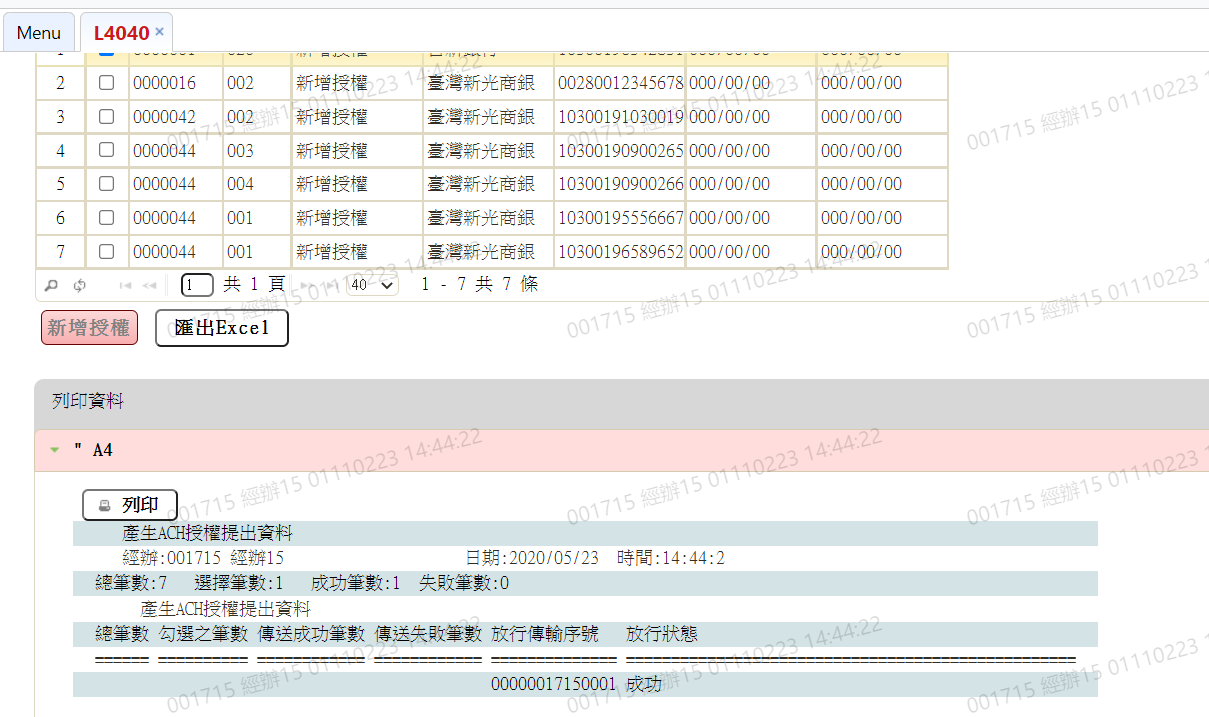 Menu
L4040 ×
2 0000016 002 新增授權 臺灣新光商銀 00280012345678 000/00/00 000/00/00
3 0000042 002 新增授權 臺灣新光商銀 10300191030019 000/00/00 000/00/00
4 0000044 003 新增授權 臺灣新光商銀 10300190900265 000/00/00 000/00/00
5 0000044 004 新增授權 臺灣新光商銀 10300190900266 000/00/00 000/00/00
6 0000044 001 新增授權 臺灣新光商銀 10300195556667 000/00/00 000/00/00
7 0000044 001 新增授權 臺灣新光商銀 10300196589652 000/00/00 000/00/00
1 共 1 頁 40 1 - 7 共 7 條
新增授權 匯出Excel
列印資料
" A4
列印
產生ACH授權提出資料
經辦:001715 經辦15 日期:2020/05/23 時間:14:44:2
總筆數:7 選擇筆數:1 成功筆數:1 失敗筆數:0
產生ACH授權提出資料
總筆數 勾選之筆數 傳送成功筆數 傳送失敗筆數 放行傳輸序號 放行狀態
====== ========== ============ ============ ============== ==================================================
00000017150001 成功
001715 經辦15 01110223 14:44:22